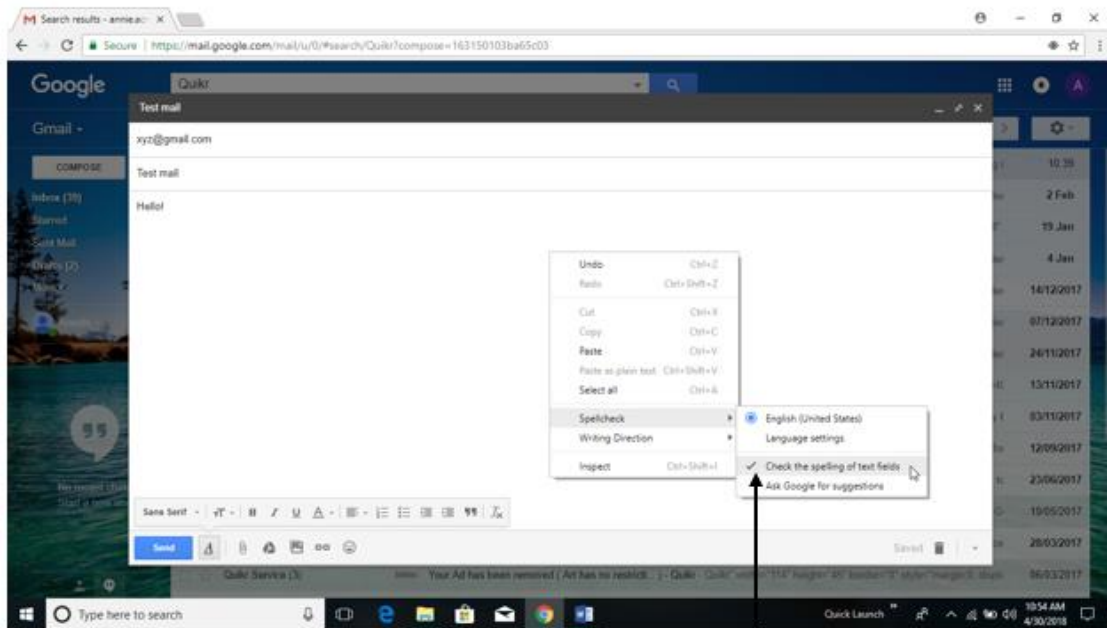 Search results - annie.ac
Secure | https://mail.google.com/mail/u/0/#search/Quikr?compose=163150103ba65c03
Google
Quikr
A
Gmail
Test mail
xyz@gmail.com
COMPOSE
10:39
Test mail
Inbox (39)
2 Feb
Hello!
Starred
19 Jan
Sent Mail
4 Jan
Drafts (2)
Undo Ctrl+Z
Redo Ctrl+Shift+Z
14/12/2017
Cut Ctrl+X
07/12/2017
Copy Ctrl+C
Paste Ctrl+V
24/11/2017
Paste as plain text Ctrl+Shift+V
Select all Ctrl+A
13/11/2017
Spellcheck
English (United States)
03/11/2017
Writing Direction
Language settings
12/09/2017
Inspect Ctrl+Shift+I
Check the spelling of text fields
23/06/2017
Ask Google for suggestions
No recent chats
Sans Serif
B I U A
19/05/2017
Send
Saved
28/03/2017
Quikr Service (3)
Your Ad has been removed ( Art has no restricti... ) - Quikr
06/03/2017
Type here to search
Quick Launch
10:54 AM
4/30/2018